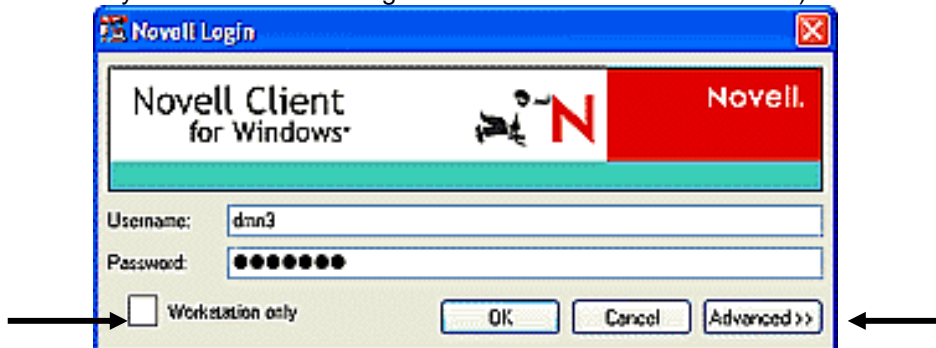 Novell Login
Novell Client
for Windows*
N
Novell.
Username: dmn3
Password: ●●●●●●●
Workstation only
OK Cancel Advanced >>